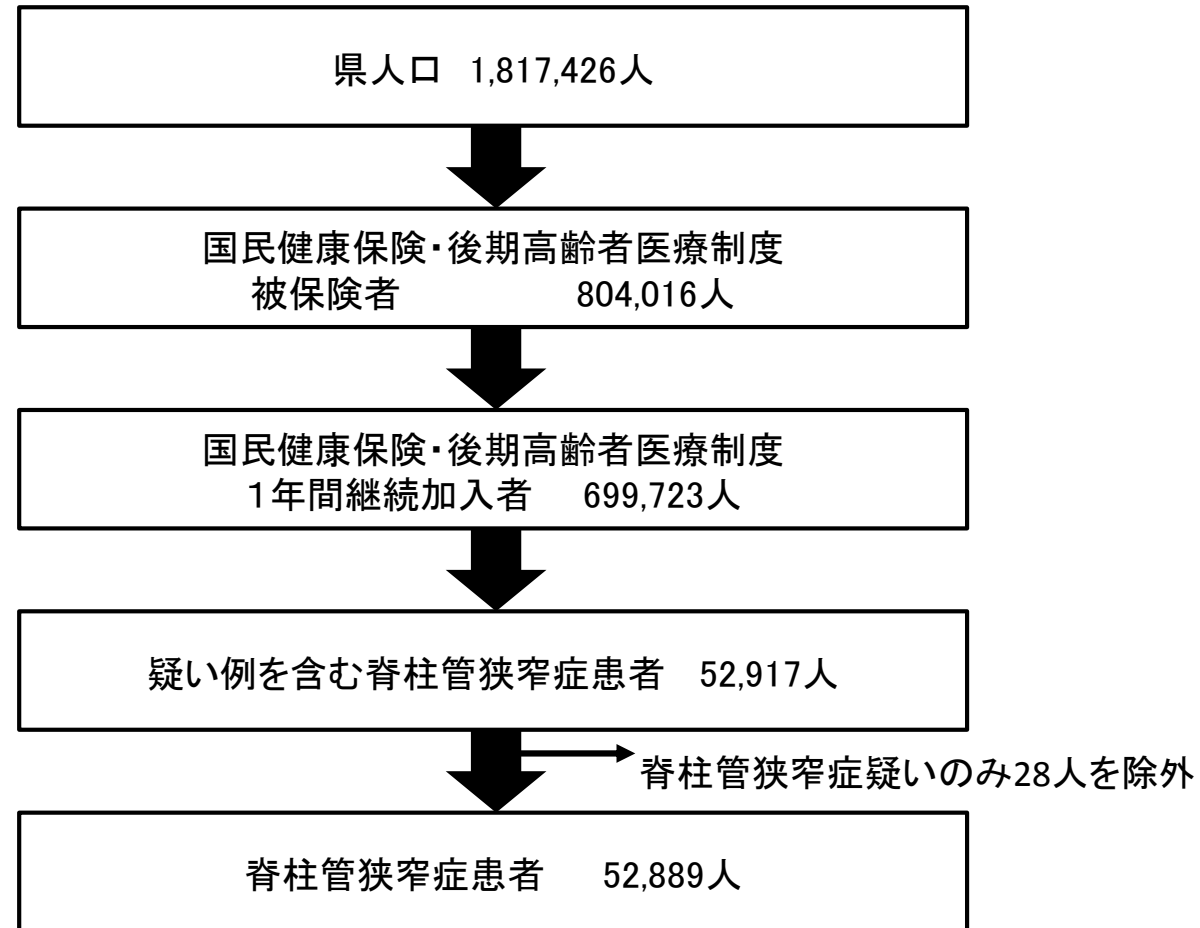 県人口 1,817,426人
国民健康保険・後期高齢者医療制度
被保険者 804,016人
国民健康保険・後期高齢者医療制度
1年間継続加入者 699,723人
疑い例を含む脊柱管狭窄症患者 52,917人
脊柱管狭窄症疑いのみ28人を除外
脊柱管狭窄症患者 52,889人